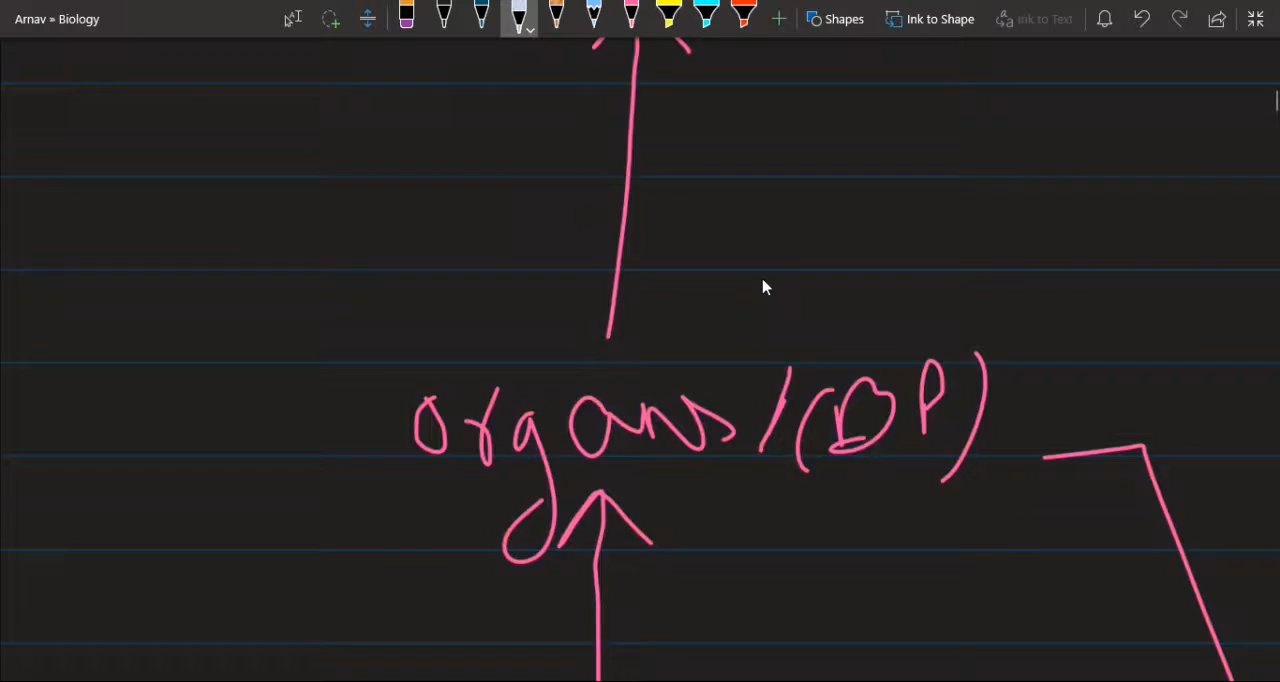 Arnav » Biology
Shapes
Ink to Shape
Ink to Text
organs/(BP)